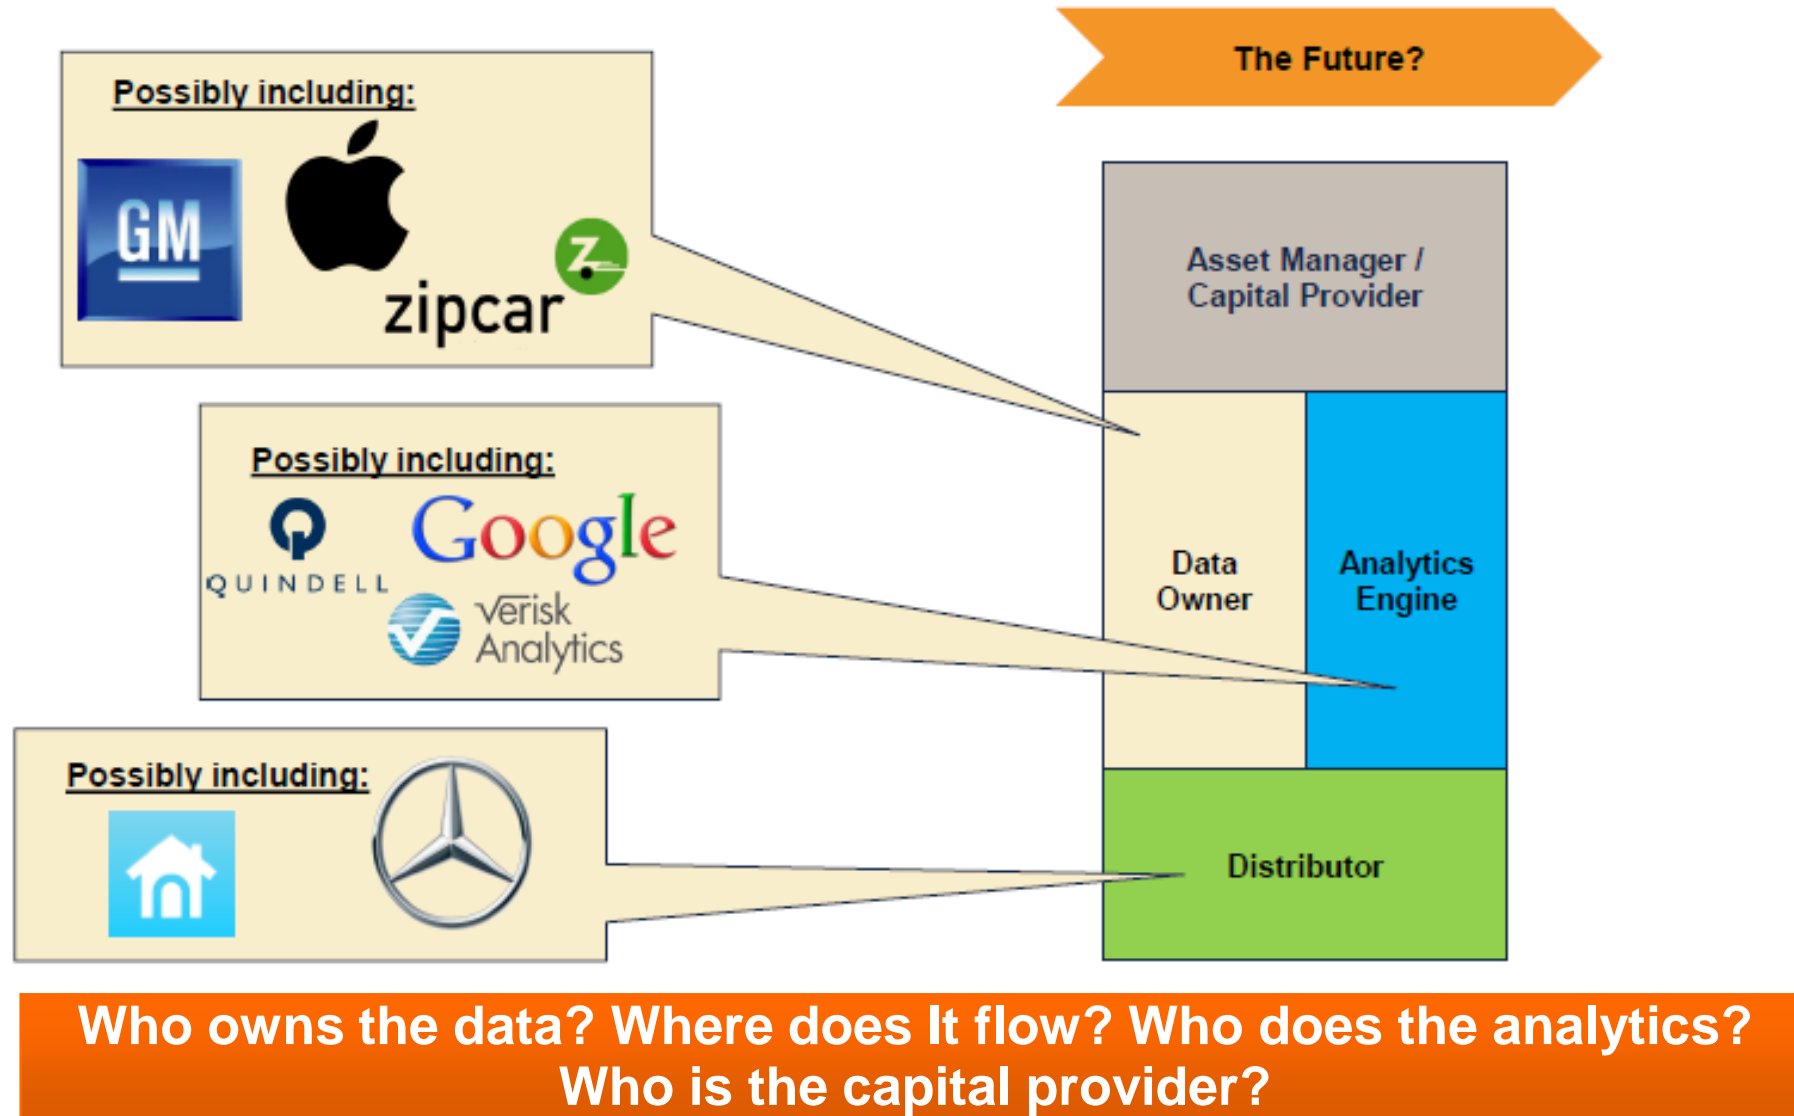 The Future?
Possibly including:
GM
zipcar
Z
Asset Manager /
Capital Provider
Possibly including:
QUINDELL
Google
Verisk
Analytics
Data
Owner
Analytics
Engine
Possibly including:
Distributor
Who owns the data? Where does It flow? Who does the analytics?
Who is the capital provider?